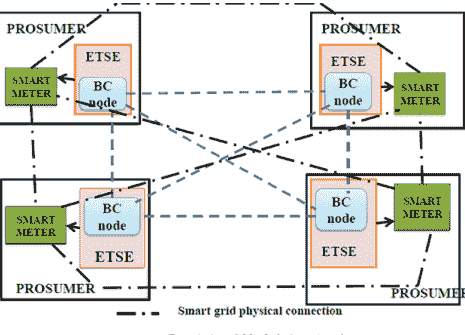 PROSUMER
PROSUMER
ETSE
ETSE
SMART
METER
BC
node
BC
node
SMART
METER
SMART
METER
BC
node
ETSE
BC
node
SMART
METER
ETSE
PROSUMER
PROSUMER
Smart grid physical connection